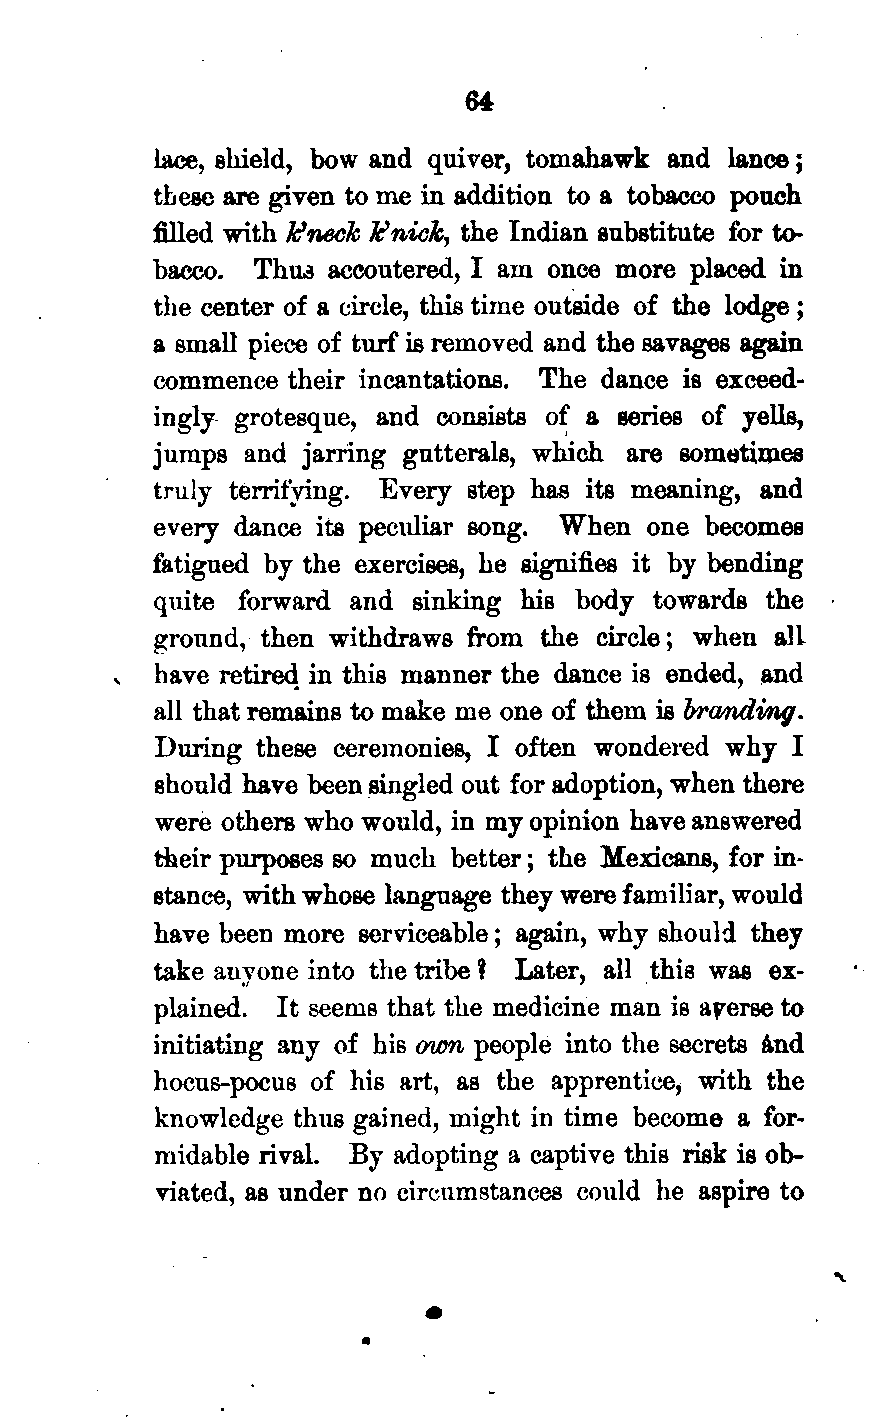 64
lace, shield, bow and quiver, tomahawk and lance;
these are given to me in addition to a tobacco pouch
filled with k'neck k'nick, the Indian substitute for to-
bacco. Thus accoutered, I am once more placed in
the center of a circle, this time outside of the lodge;
a small piece of turf is removed and the savages again
commence their incantations. The dance is exceed-
ingly grotesque, and consists of a series of yells,
jumps and jarring gutterals, which are sometimes
truly terrifying. Every step has its meaning, and
every dance its peculiar song. When one becomes
fatigued by the exercises, he signifies it by bending
quite forward and sinking his body towards the
ground, then withdraws from the circle; when all
have retired in this manner the dance is ended, and
all that remains to make me one of them is branding.
During these ceremonies, I often wondered why I
should have been singled out for adoption, when there
were others who would, in my opinion have answered
their purposes so much better; the Mexicans, for in-
stance, with whose language they were familiar, would
have been more serviceable; again, why should they
take anyone into the tribe? Later, all this was ex-
plained. It seems that the medicine man is averse to
initiating any of his own people into the secrets and
hocus-pocus of his art, as the apprentice, with the
knowledge thus gained, might in time become a for-
midable rival. By adopting a captive this risk is ob-
viated, as under no circumstances could he aspire to